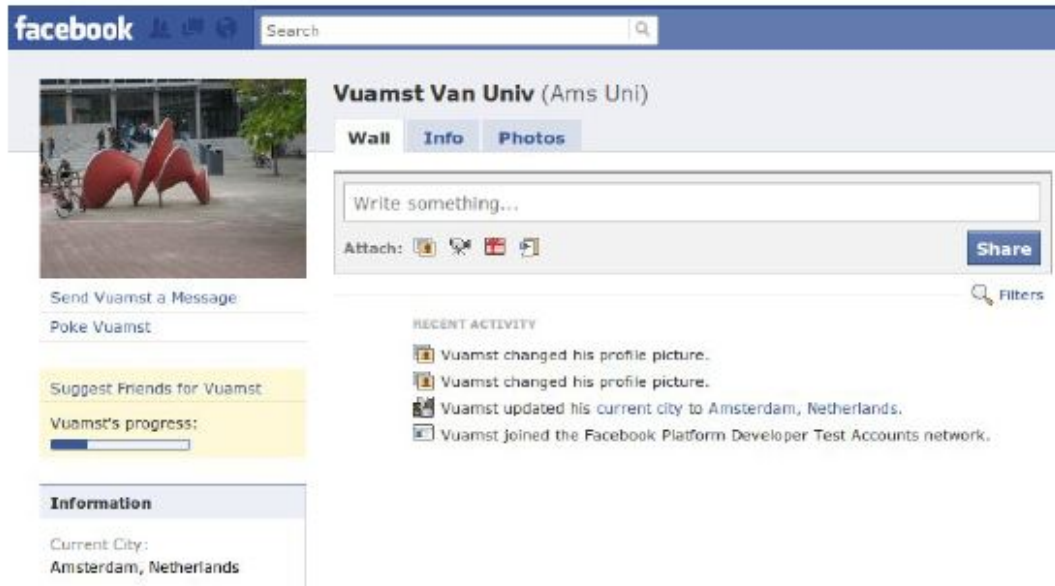 facebook
Search
Vuamst Van Univ (Ams Uni)
Wall Info Photos
Write something...
Attach:
Share
Filters
Send Vuamst a Message
Poke Vuamst
Suggest Friends for Vuamst
Vuamst's progress:
Information
Current City:
Amsterdam, Netherlands
RECENT ACTIVITY
Vuamst changed his profile picture.
Vuamst changed his profile picture.
Vuamst updated his current city to Amsterdam, Netherlands.
Vuamst joined the Facebook Platform Developer Test Accounts network.